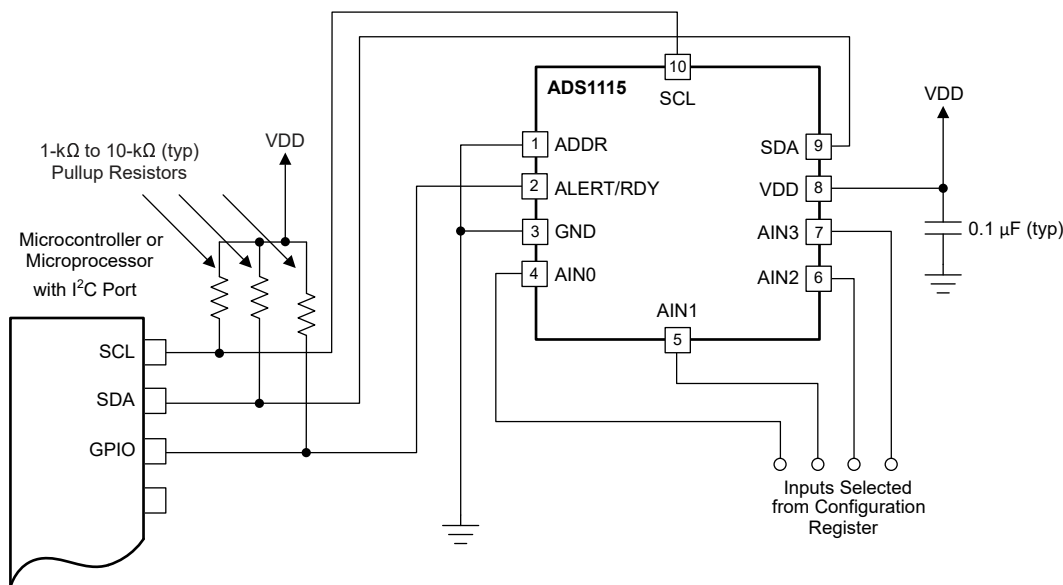 10
ADS1115
SCL
VDD
1-kΩ to 10-kΩ (typ)
Pullup Resistors
VDD
1
ADDR
SDA
9
2
ALERT/RDY
VDD
8
3
GND
AIN3
7
0.1 μF (typ)
4
AIN0
AIN2
6
AIN1
5
Microcontroller or
Microprocessor
with I²C Port
SCL
SDA
GPIO
Inputs Selected
from Configuration
Register